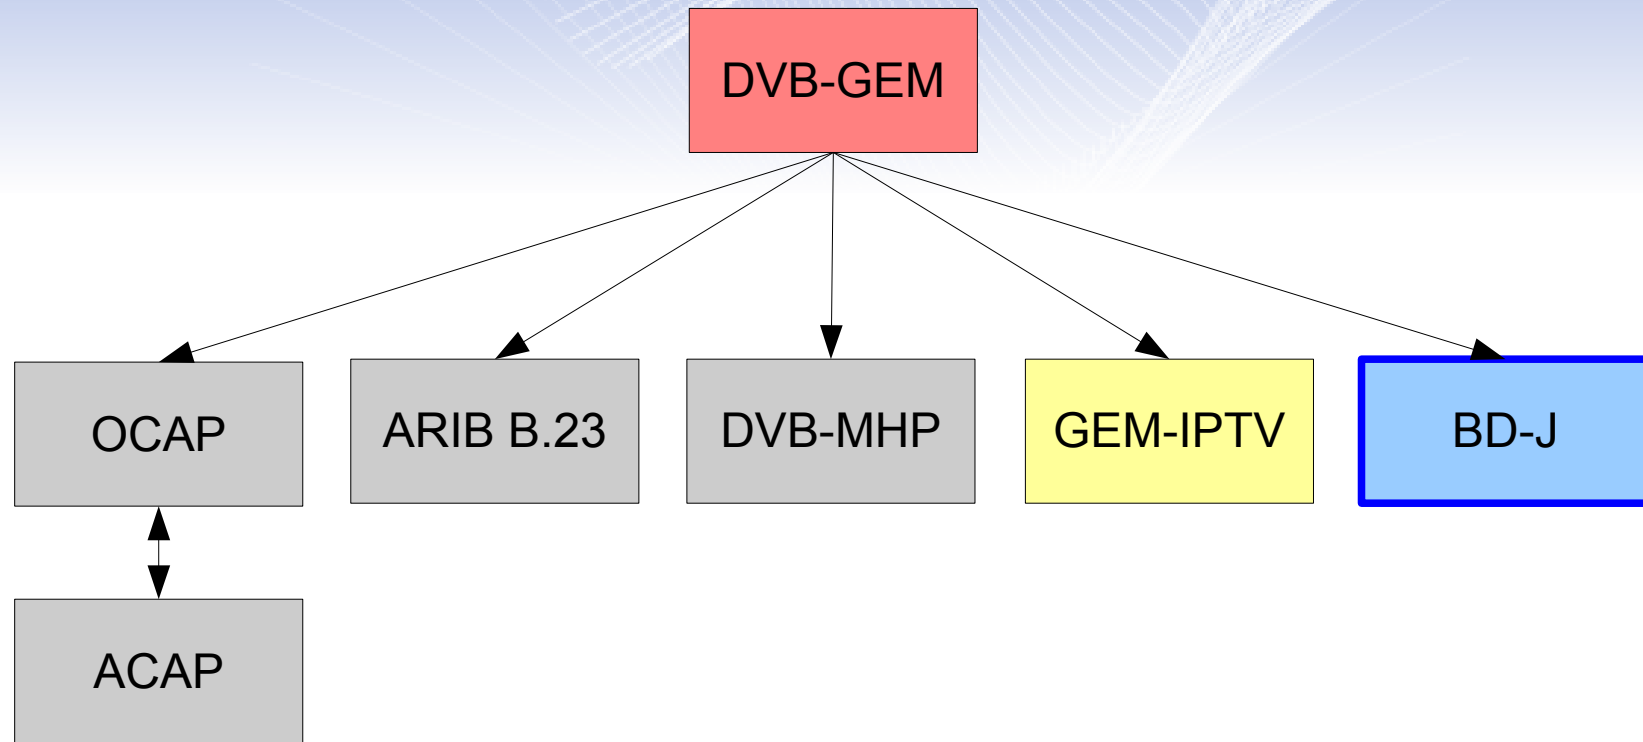 DVB-GEM
OCAP
ARIB B.23
DVB-MHP
GEM-IPTV
BD-J
ACAP